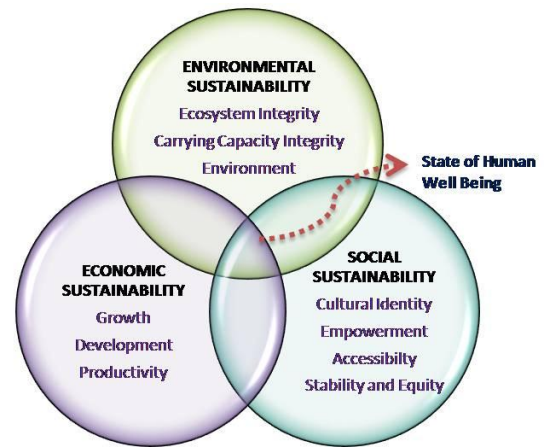 ENVIRONMENTAL
SUSTAINABILITY
Ecosystem Integrity
Carrying Capacity Integrity
Environment
State of Human
Well Being
ECONOMIC
SUSTAINABILITY
Growth
Development
Productivity
SOCIAL
SUSTAINABILITY
Cultural Identity
Empowerment
Accessibilty
Stability and Equity